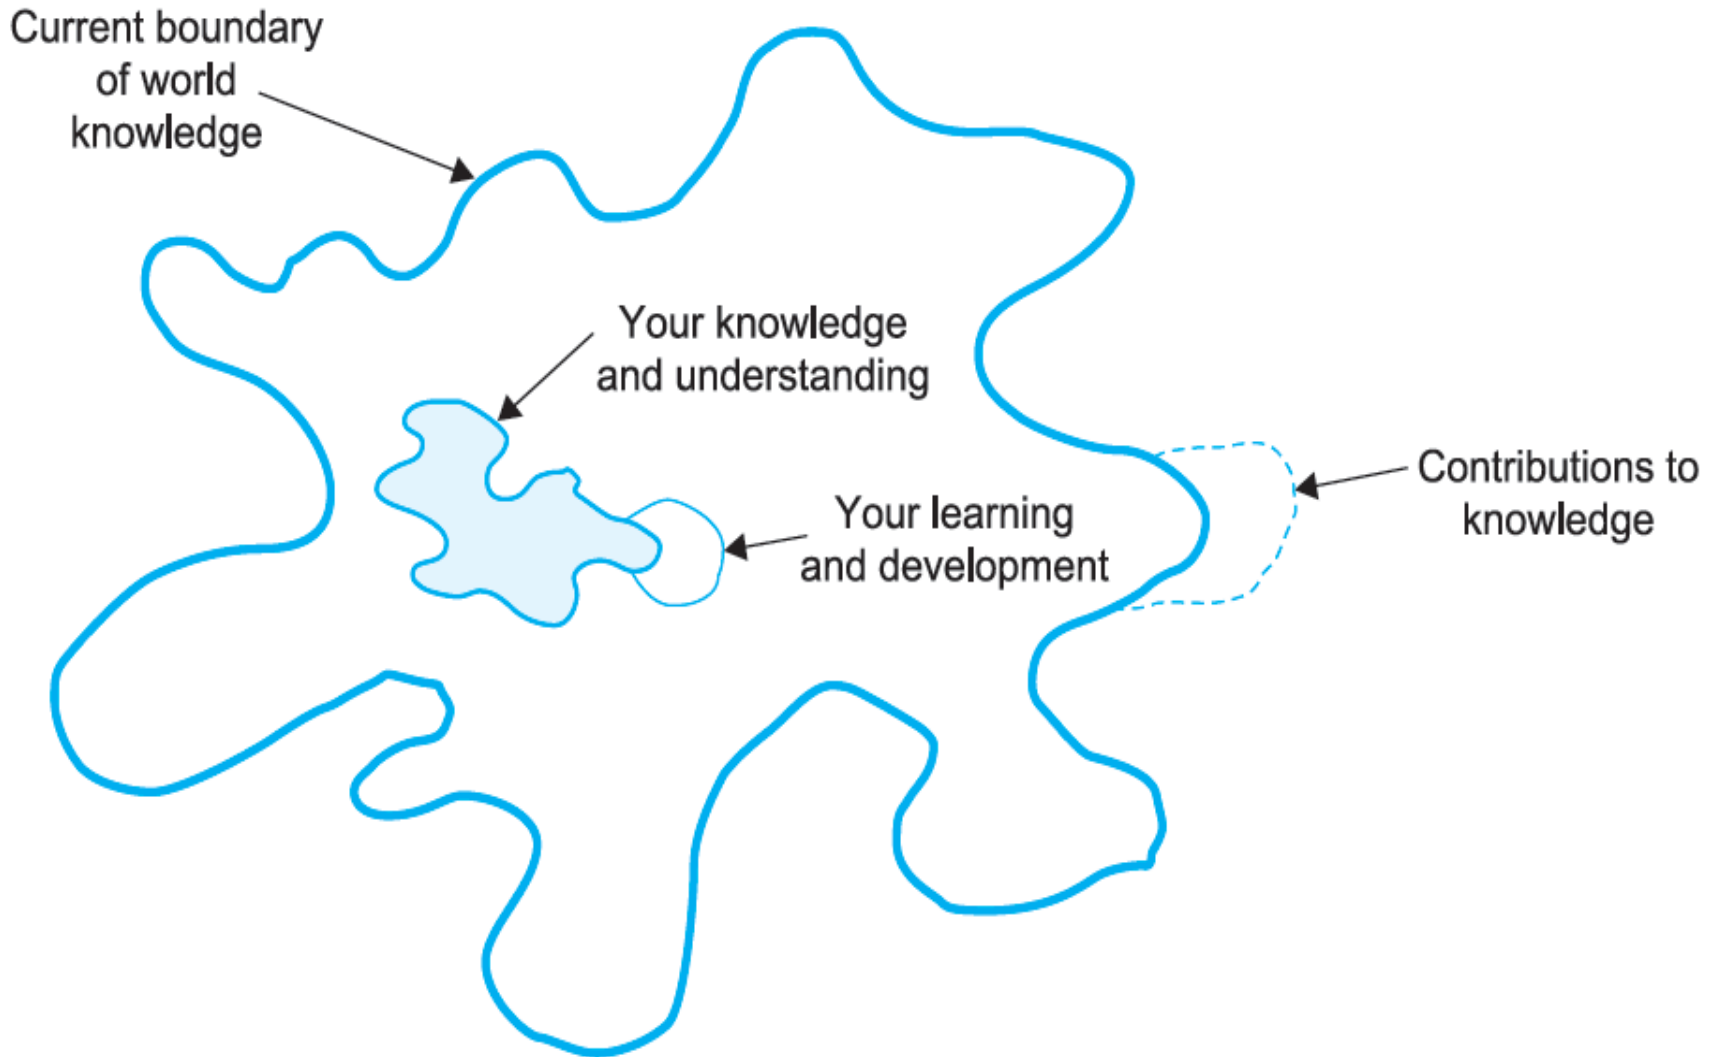 Current boundary
of world
knowledge
Your knowledge
and understanding
Your learning
and development
Contributions to
knowledge